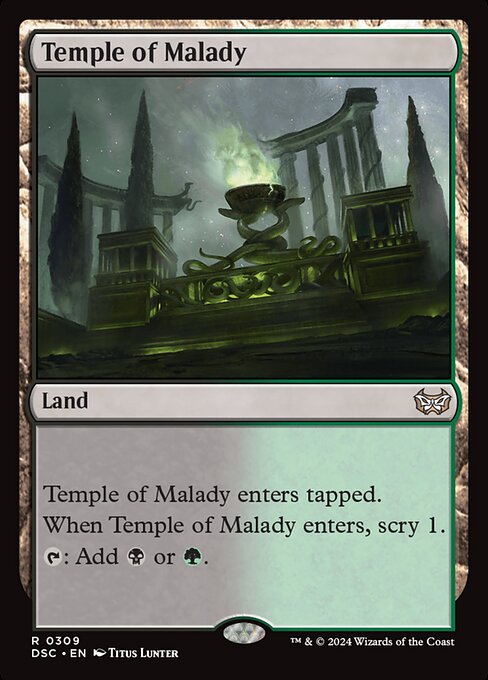 Temple of Malady
Land
Temple of Malady enters tapped.
When Temple of Malady enters, scry 1.
: Add or .
R 0309
DSC • EN Titus Lunter
™ & © 2024 Wizards of the Coast